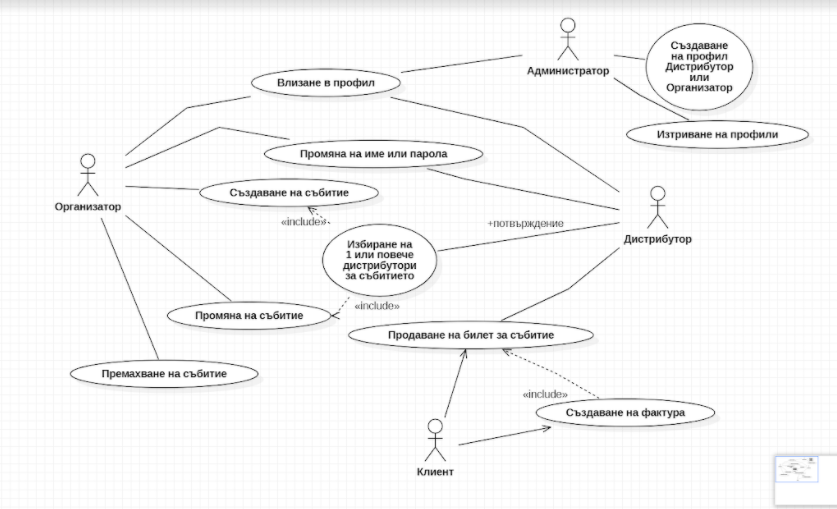 Създаване
на профил
Дистрибутор
или
Организатор
Администратор
Влизане в профил
Изтриване на профили
Промяна на име или парола
Създаване на събитие
Организатор
«include»
+потвърждение
Дистрибутор
Избиране на
1 или повече
дистрибутори
за събитието
«include»
Промяна на събитие
Продаване на билет за събитие
Премахване на събитие
«include»
Създаване на фактура
Клиент